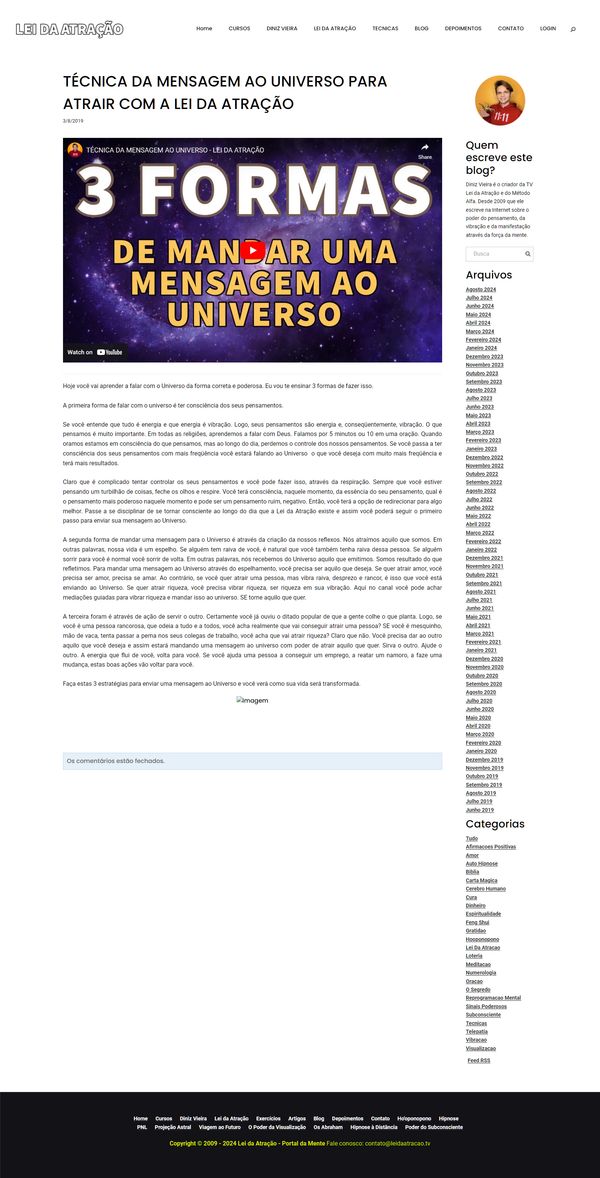 LEI DA ATRAÇÃO
Home CURSOS DINIZ VIEIRA LEI DA ATRAÇÃO TECNICAS BLOG DEPOIMENTOS CONTATO LOGIN
TÉCNICA DA MENSAGEM AO UNIVERSO PARA
ATRAIR COM A LEI DA ATRAÇÃO
3/8/2019
TÉCNICA DA MENSAGEM AO UNIVERSO - LEI DA ATRAÇÃO
Share
3 FORMAS
DE MANDAR UMA
MENSAGEM AO
UNIVERSO
Watch on YouTube
Hoje você vai aprender a falar com o Universo da forma correta e poderosa. Eu vou te ensinar 3 formas de fazer isso.
A primeira forma de falar com o universo é ter consciência dos seus pensamentos.
Se você entende que tudo é energia e que energia é vibração. Logo, seus pensamentos são energia e, conseqüentemente, vibração. O que
pensamos é muito importante. Em todas as religiões, aprendemos a falar com Deus. Falamos por 5 minutos ou 10 em uma oração. Quando
oramos estamos em consciência do que pensamos, mas ao longo do dia, perdemos o controle dos nossos pensamentos. Se você passa a ter
consciência dos seus pensamentos com mais freqüência você estará falando ao Universo o que deseja com muito mais freqüência e
terá mais resultados.
Claro que é complicado tentar controlar os seus pensamentos e você pode fazer isso, através da respiração. Sempre que você estiver
pensando um turbilhão de coisas, feche os olhos e respire. Você terá consciência, naquele momento, da essência do seu pensamento, qual é
o pensamento mais poderoso naquele momento e pode ser um pensamento ruim, negativo. Então, você terá a opção de redirecionar para algo
melhor. Passe a se disciplinar de se tornar consciente ao longo do dia que a Lei da Atração existe e assim você poderá seguir o primeiro
passo para enviar sua mensagem ao Universo.
A segunda forma de mandar uma mensagem para o Universo é através da criação da nossos reflexos. Nós atraímos aquilo que somos. Em
outras palavras, nossa vida é um espelho. Se alguém tem raiva de você, é natural que você também tenha raiva dessa pessoa. Se alguém
sorrir para você é normal você sorrir de volta. Em outras palavras, nós recebemos do Universo aquilo que emitimos. Somos resultado do que
refletimos. Para mandar uma mensagem ao Universo através do espelhamento, você precisa ser aquilo que deseja. Se quer atrair amor, você
precisa ser amor, precisa se amar. Ao contrário, se você quer atrair uma pessoa, mas vibra raiva, desprezo e rancor, é isso que você está
enviando ao Universo. Se quer atrair riqueza, você precisa vibrar riqueza, ser riqueza em sua vibração. Aqui no canal você pode achar
mediações guiadas para vibrar riqueza e mandar isso ao universo. SE torne aquilo que quer.
A terceira foram é através de ação de servir o outro. Certamente você já ouviu o ditado popular de que a gente colhe o que planta. Logo, se
você é uma pessoa rancorosa, que odeia a tudo e a todos, você acha realmente que vai conseguir atrair uma pessoa? SE você é mesquinho,
mão de vaca, tenta passar a perna nos seus colegas de trabalho, você acha que vai atrair riqueza? Claro que não. Você precisa dar ao outro
aquilo que você deseja e assim estará mandando uma mensagem ao universo com poder de atrair aquilo que quer. Sirva o outro. Ajude o
outro. A energia que flui de você, volta para você. Se você ajuda uma pessoa a conseguir um emprego, a reatar um namoro, a faze uma
mudança, estas boas ações vão voltar para você.
Faça estas 3 estratégias para enviar uma mensagem ao Universo e você verá como sua vida será transformada.
Imagem
Os comentários estão fechados.
11:11
Quem
escreve este
blog?
Diniz Vieira é o criador da TV
Lei da Atração e do Método
Alfa. Desde 2009 que ele
escreve na Internet sobre o
poder do pensamento, da
vibração e da manifestação
através da força da mente.
Busca
Arquivos
Agosto 2024
Julho 2024
Junho 2024
Maio 2024
Abril 2024
Março 2024
Fevereiro 2024
Janeiro 2024
Dezembro 2023
Novembro 2023
Outubro 2023
Setembro 2023
Agosto 2023
Julho 2023
Junho 2023
Maio 2023
Abril 2023
Março 2023
Fevereiro 2023
Janeiro 2023
Dezembro 2022
Novembro 2022
Outubro 2022
Setembro 2022
Agosto 2022
Julho 2022
Junho 2022
Maio 2022
Abril 2022
Março 2022
Fevereiro 2022
Janeiro 2022
Dezembro 2021
Novembro 2021
Outubro 2021
Setembro 2021
Agosto 2021
Julho 2021
Junho 2021
Maio 2021
Abril 2021
Março 2021
Fevereiro 2021
Janeiro 2021
Dezembro 2020
Novembro 2020
Outubro 2020
Setembro 2020
Agosto 2020
Julho 2020
Junho 2020
Maio 2020
Abril 2020
Março 2020
Fevereiro 2020
Janeiro 2020
Dezembro 2019
Novembro 2019
Outubro 2019
Setembro 2019
Agosto 2019
Julho 2019
Junho 2019
Categorias
Tudo
Afirmacoes Positivas
Amor
Auto Hipnose
Biblia
Carta Magica
Cerebro Humano
Cura
Dinheiro
Espiritualidade
Feng Shui
Gratidao
Hooponopono
Lei Da Atracao
Loteria
Meditacao
Numerologia
Oracao
O Segredo
Reprogramacao Mental
Sinais Poderosos
Subconsciente
Tecnicas
Telepatia
Vibracao
Visualizacao
Feed RSS
Home Cursos Diniz Vieira Lei da Atração Exercícios Artigos Blog Depoimentos Contato Ho'oponopono Hipnose
PNL Projeção Astral Viagem ao Futuro O Poder da Visualização Os Abraham Hipnose à Distância Poder do Subconsciente
Copyright © 2009 - 2024 Lei da Atração - Portal da Mente Fale conosco: contato@leidaatracao.tv